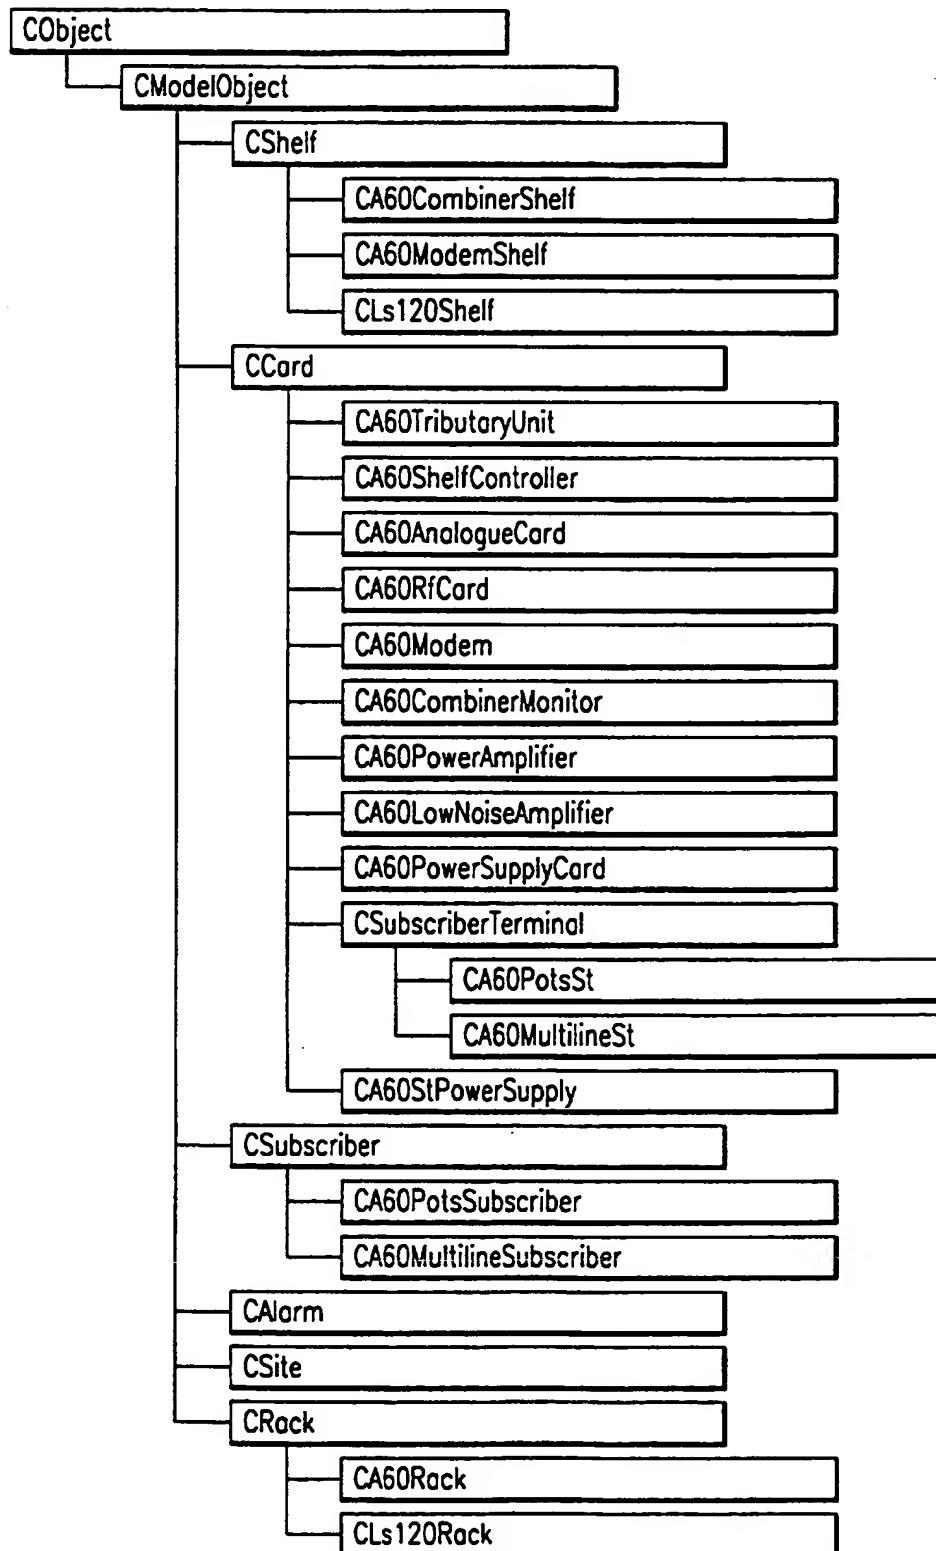 CObject
CModelObject
CShelf
CA60CombinerShelf
CA60ModemShelf
CLs120Shelf
CCard
CA60TributaryUnit
CA60ShelfController
CA60AnalogueCard
CA60RfCard
CA60Modem
CA60CombinerMonitor
CA60PowerAmplifier
CA60LowNoiseAmplifier
CA60PowerSupplyCard
CSubscriberTerminal
CA60PotsSt
CA60MultilineSt
CA60StPowerSupply
CSubscriber
CA60PotsSubscriber
CA60MultilineSubscriber
CAlarm
CSite
CRack
CA60Rack
CLs120Rack